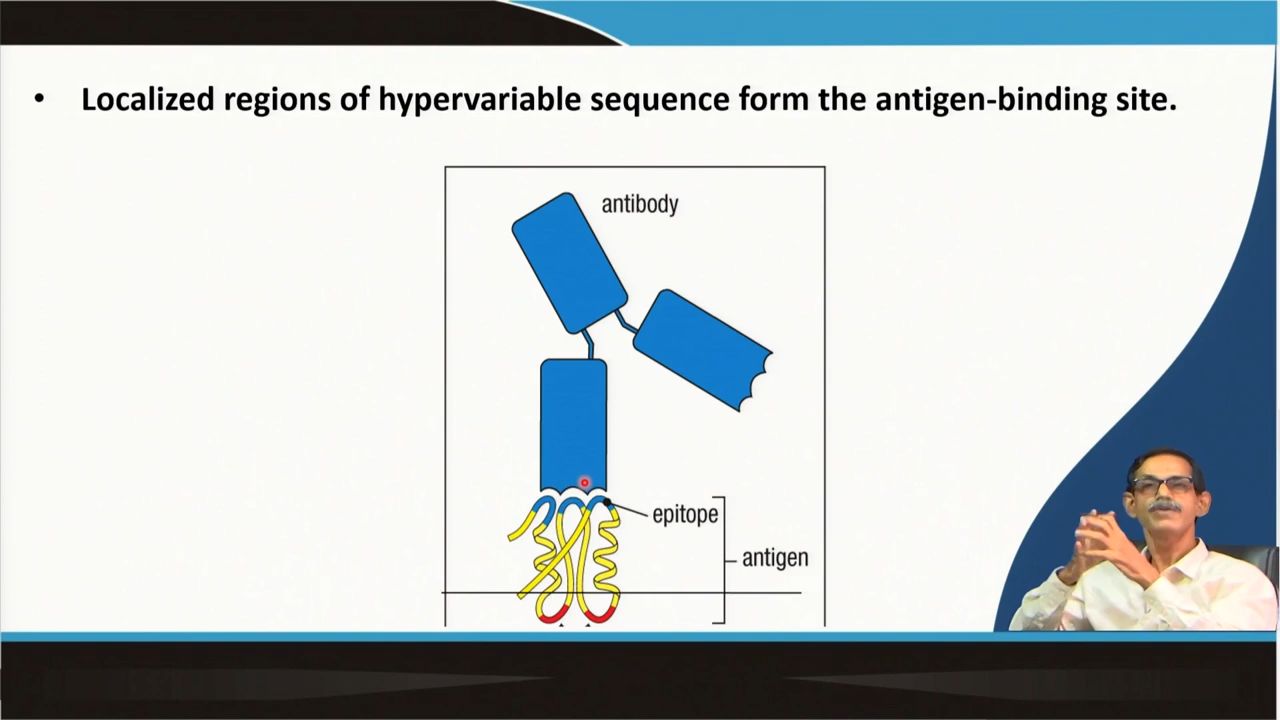 • Localized regions of hypervariable sequence form the antigen-binding site.
antibody
epitope
antigen